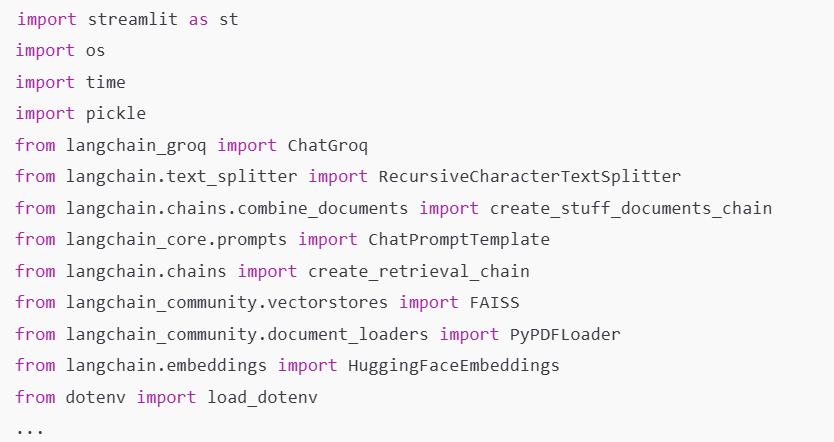 import streamlit as st
import os
import time
import pickle
from langchain_groq import ChatGroq
from langchain.text_splitter import RecursiveCharacterTextSplitter
from langchain.chains.combine_documents import create_stuff_documents_chain
from langchain_core.prompts import ChatPromptTemplate
from langchain.chains import create_retrieval_chain
from langchain_community.vectorstores import FAISS
from langchain_community.document_loaders import PyPDFLoader
from langchain.embeddings import HuggingFaceEmbeddings
from dotenv import load_dotenv
...